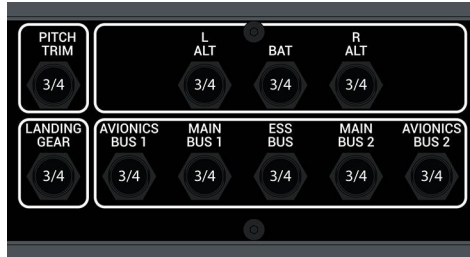 PITCH
TRIM
3/4
L
ALT
3/4
BAT
3/4
R
ALT
3/4
LANDING
GEAR
3/4
AVIONICS
BUS 1
3/4
MAIN
BUS 1
3/4
ESS
BUS
3/4
MAIN
BUS 2
3/4
AVIONICS
BUS 2
3/4